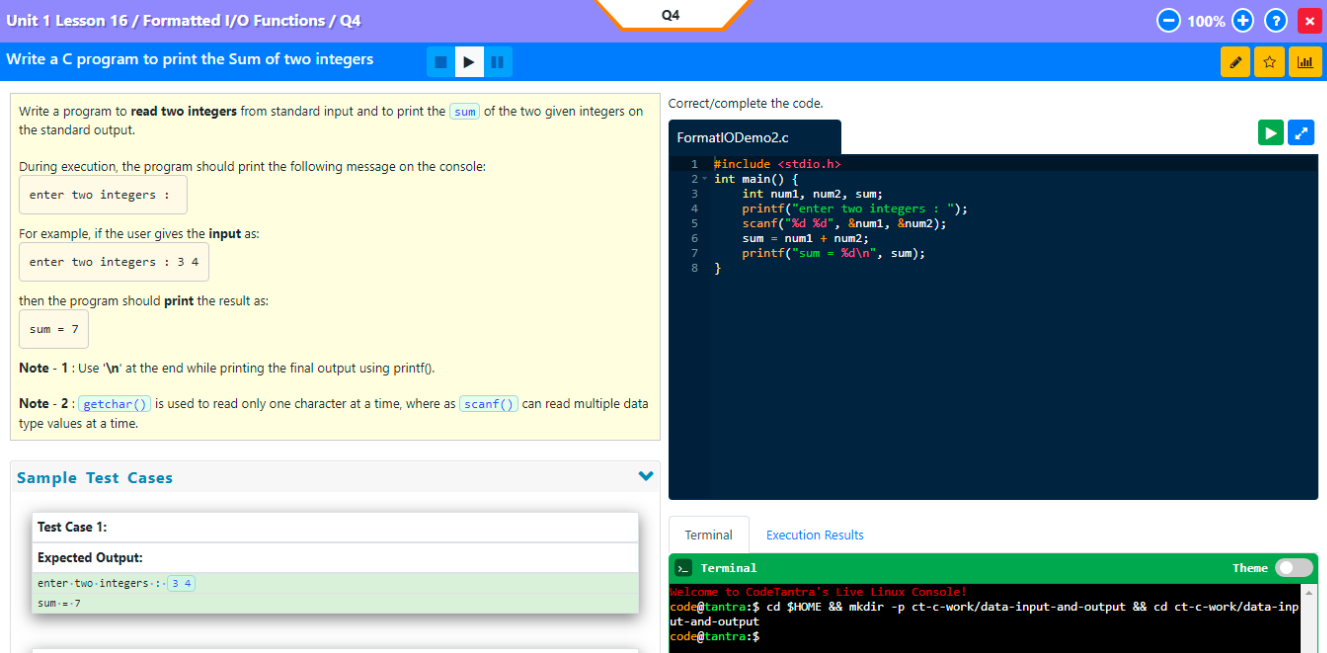 Unit 1 Lesson 16 / Formatted I/O Functions / Q4
Q4
100%
Write a C program to print the Sum of two integers
Write a program to read two integers from standard input and to print the sum of the two given integers on
the standard output.
During execution, the program should print the following message on the console:
enter two integers :
For example, if the user gives the input as:
enter two integers : 3 4
then the program should print the result as:
sum = 7
Note - 1 : Use '\n' at the end while printing the final output using printf().
Note - 2 : getchar() is used to read only one character at a time, where as scanf() can read multiple data
type values at a time.
Sample Test Cases
Test Case 1:
Expected Output:
enter·two·integers·:·3 4
sum·=·7
Correct/complete the code.
FormatIODemo2.c
1 #include <stdio.h>
2 int main() {
3 int num1, num2, sum;
4 printf("enter two integers : ");
5 scanf("%d %d", &num1, &num2);
6 sum = num1 + num2;
7 printf("sum = %d\n", sum);
8 }
Terminal Execution Results
>_ Terminal Theme
Welcome to CodeTantra's Live Linux Console!
code@tantra:$ cd $HOME && mkdir -p ct-c-work/data-input-and-output && cd ct-c-work/data-inp
ut-and-output
code@tantra:$